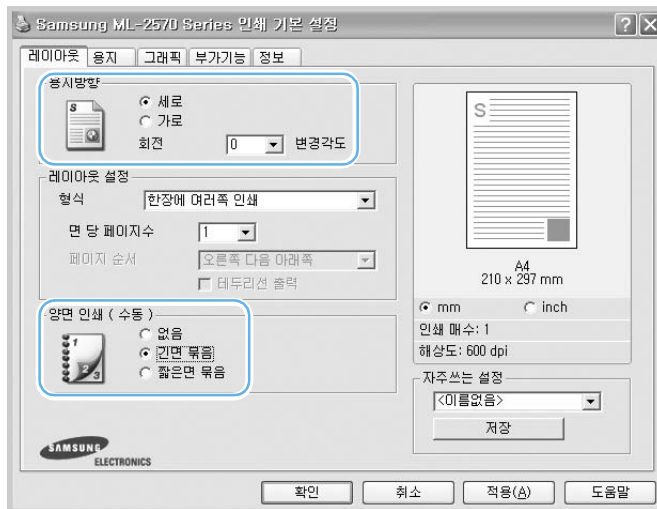 Samsung ML-2570 Series 인쇄 기본 설정
레이아웃 용지 그래픽 부가기능 정보
용지방향
S
세로
가로
회전 0 변경각도
레이아웃 설정
형식 한장에 여러쪽 인쇄
면 당 페이지수 1
페이지 순서 오른쪽 다음 아래쪽
테두리선 출력
양면 인쇄 ( 수동 )
1
2
3
없음
긴면 묶음
짧은면 묶음
S
A4
210 x 297 mm
mm inch
인쇄 매수: 1
해상도: 600 dpi
자주쓰는 설정
<이름없음>
저장
SAMSUNG
ELECTRONICS
확인 취소 적용(A) 도움말